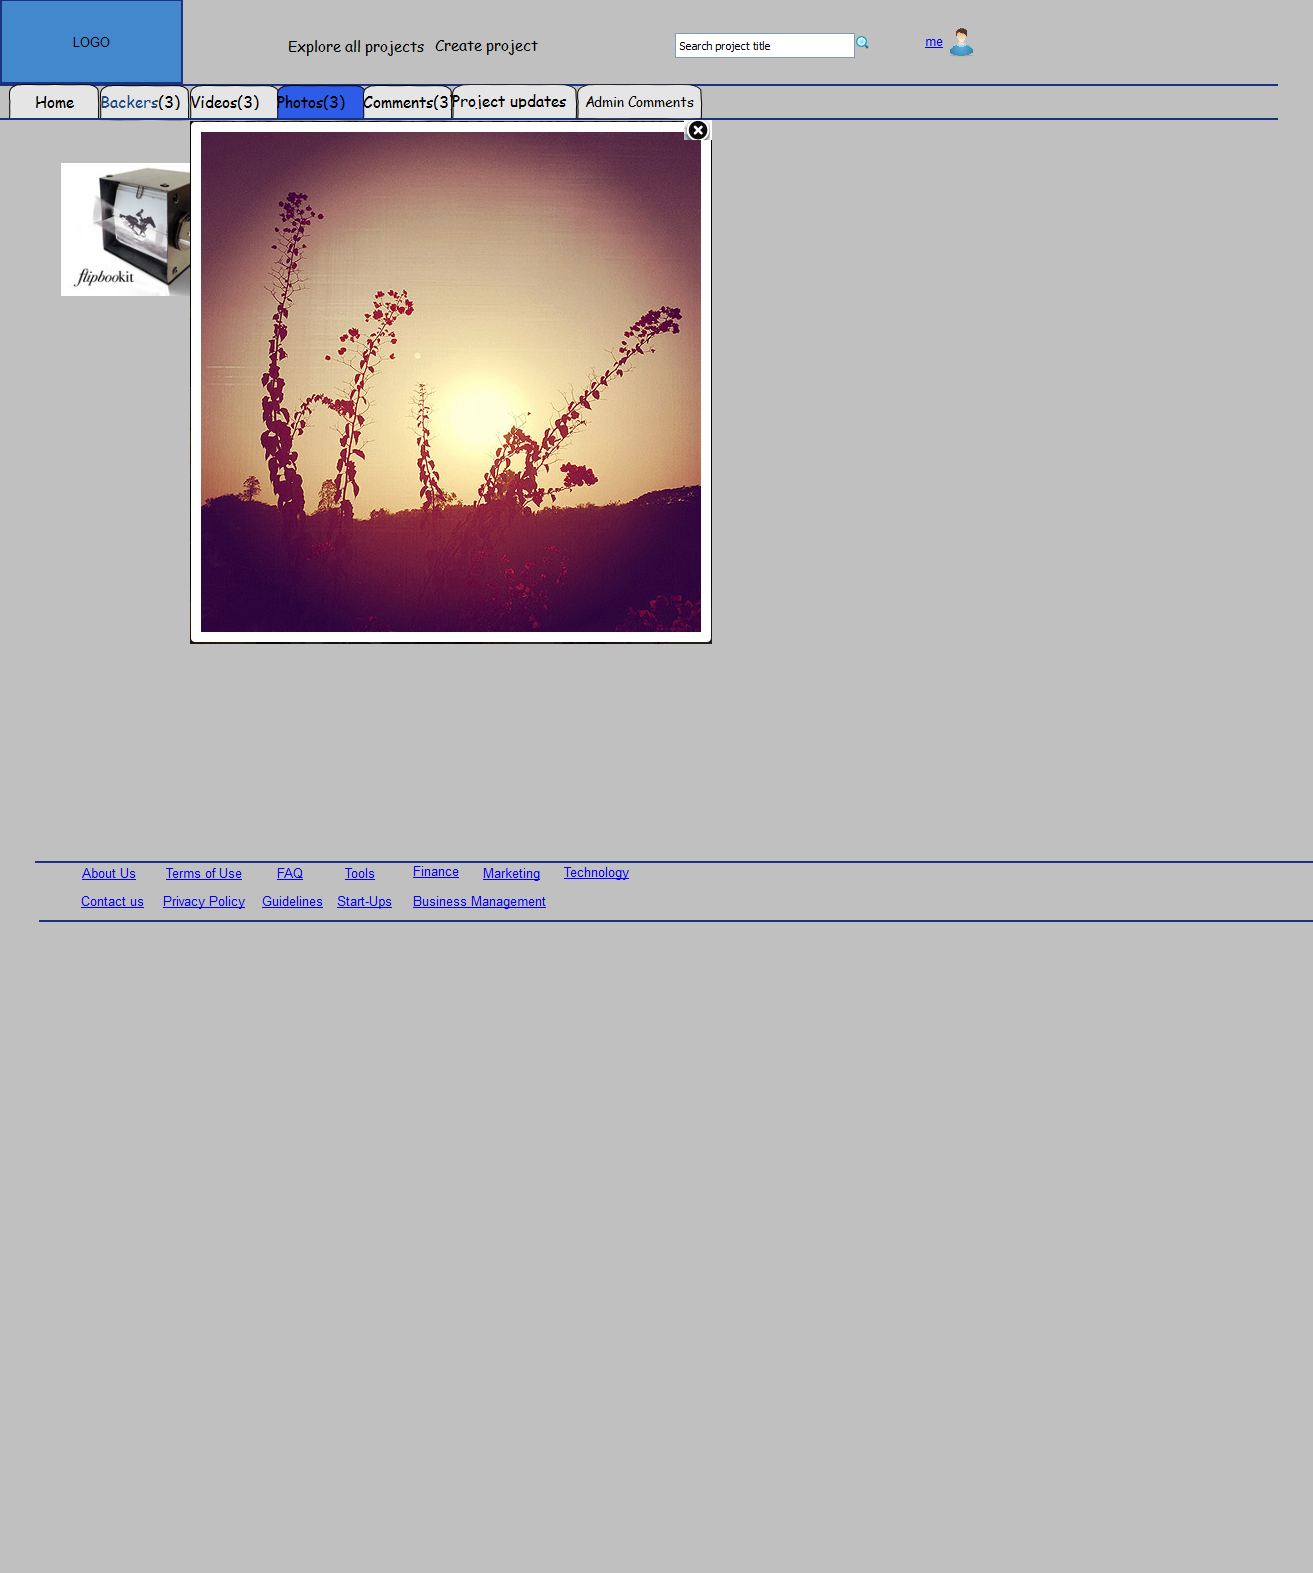 LOGO
Explore all projects Create project
Search project title
me
Home Backers(3) Videos(3) Photos(3) Comments(3 Project updates Admin Comments
flipbookit
About Us Terms of Use FAQ Tools Finance Marketing Technology
Contact us Privacy Policy Guidelines Start-Ups Business Management